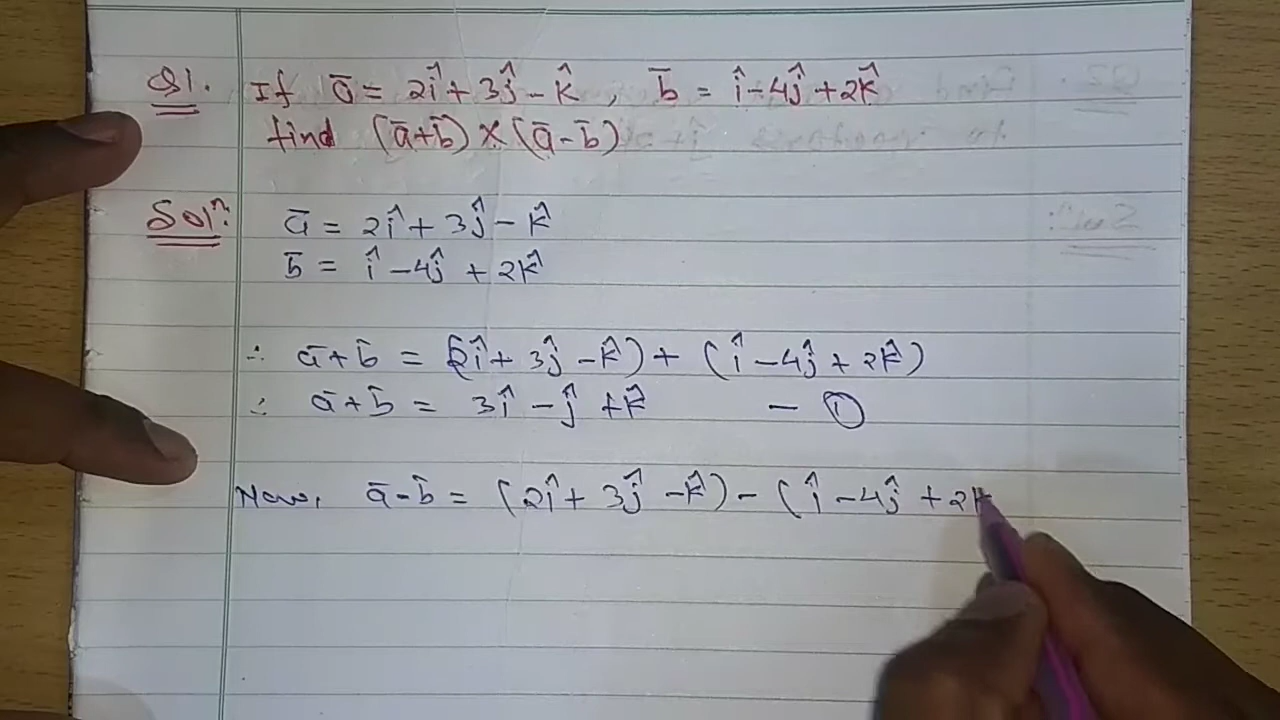 Q1. If a̅ = 2î + 3ĵ - k̂ , b̅ = î - 4ĵ + 2k̂
find (a̅+b̅) × (a̅-b̅)
Solⁿ: a̅ = 2î + 3ĵ - k̂
b̅ = î - 4ĵ + 2k̂
∴ a̅+b̅ = (2î + 3ĵ - k̂) + (î - 4ĵ + 2k̂)
∴ a̅+b̅ = 3î - ĵ + k̂ - ①
Now, a̅-b̅ = (2î + 3ĵ - k̂) - (î - 4ĵ + 2k